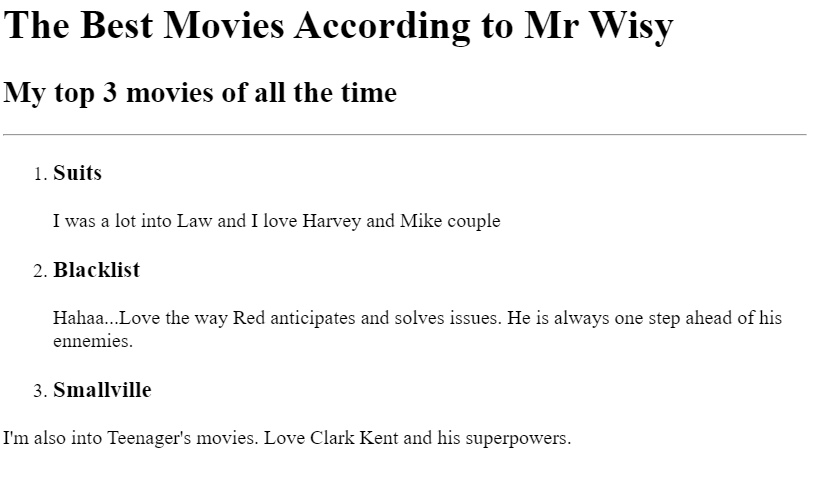 The Best Movies According to Mr Wisy
My top 3 movies of all the time
1. Suits
I was a lot into Law and I love Harvey and Mike couple
2. Blacklist
Hahaa...Love the way Red anticipates and solves issues. He is always one step ahead of his
ennemies.
3. Smallville
I'm also into Teenager's movies. Love Clark Kent and his superpowers.